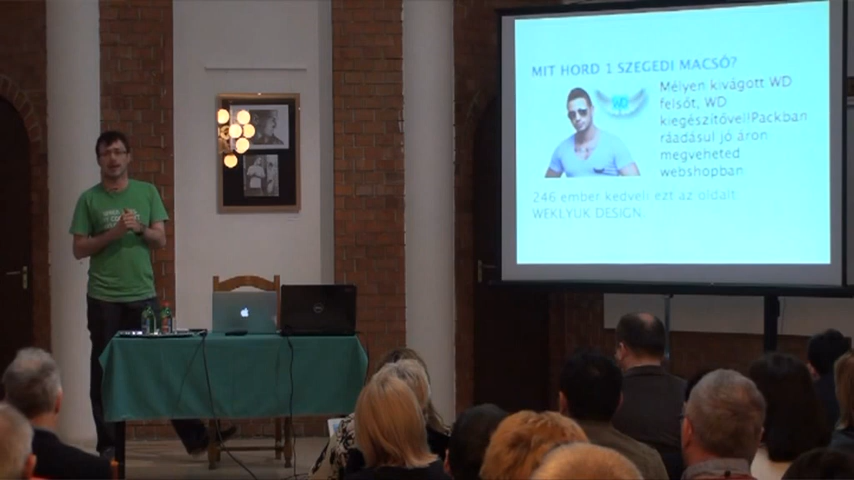 MIT HORD 1 SZEGEDI MACSÓ?
Mélyen kivágott WD
felsőt, WD
kiegészítővel!Packban
ráadásul jó áron
megveheted
webshopban
WD
246 ember kedveli ezt az oldalt
WEKLYUK DESIGN.